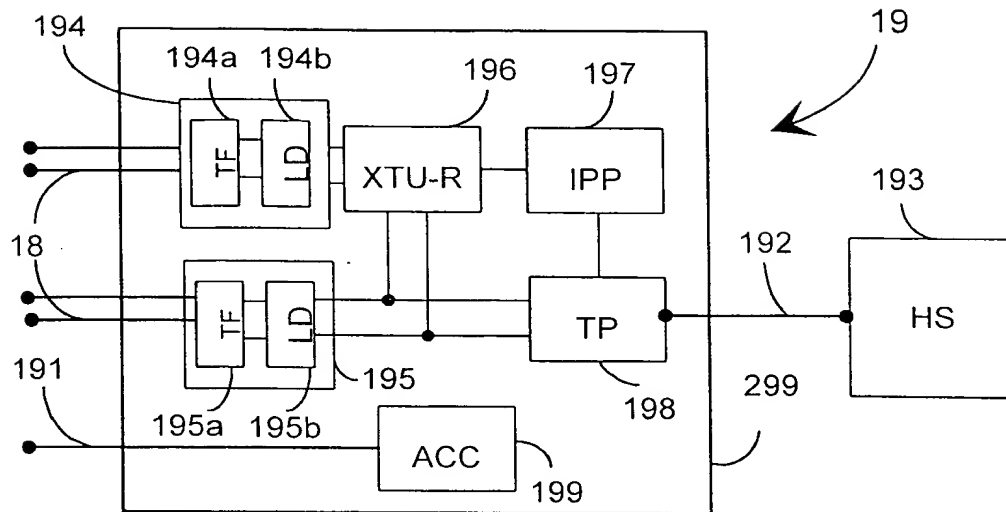 194
194a
194b
196
197
19
TF
LD
XTU-R
IPP
193
18
192
TF
LD
TP
HS
195
191
195a
195b
198
299
ACC
199